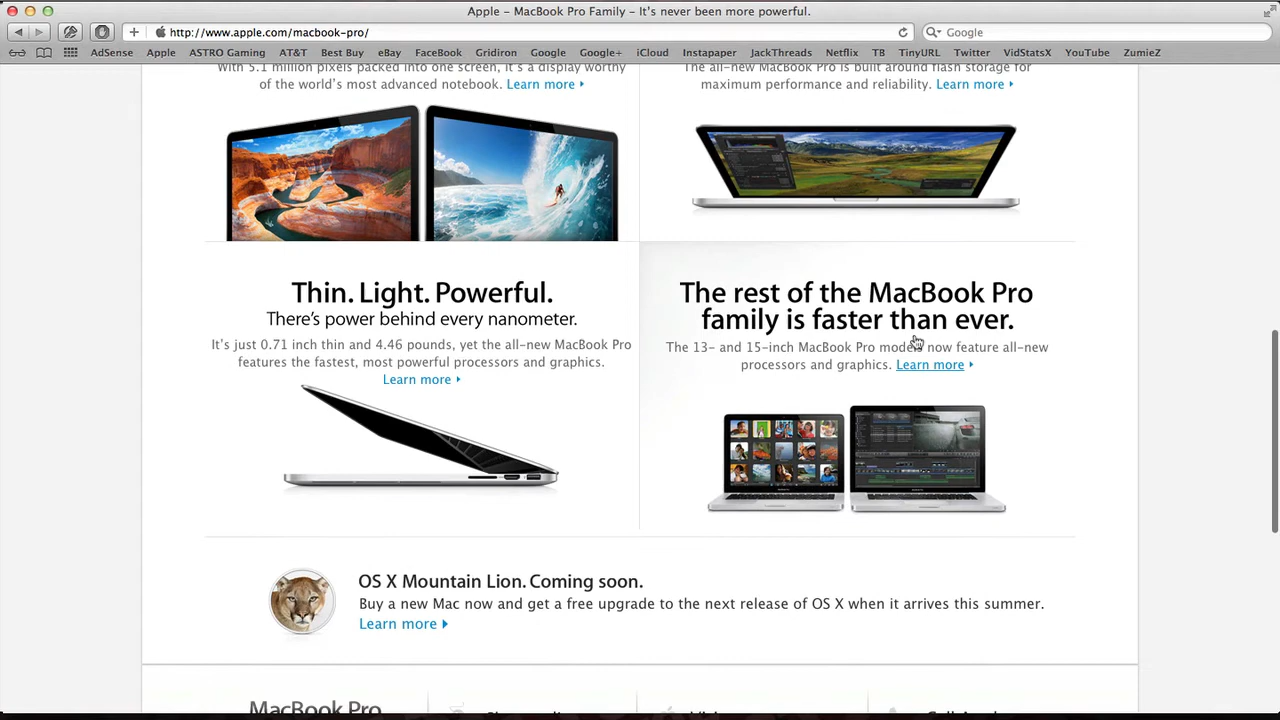 Apple – MacBook Pro Family – It's never been more powerful.
http://www.apple.com/macbook-pro/
Google
AdSense Apple ASTRO Gaming AT&T Best Buy eBay FaceBook Gridiron Google Google+ iCloud Instapaper JackThreads Netflix TB TinyURL Twitter VidStatsX YouTube ZumieZ
With 5.1 million pixels packed into one screen, it's a display worthy
of the world's most advanced notebook. Learn more
The all-new MacBook Pro is built around flash storage for
maximum performance and reliability. Learn more
Thin. Light. Powerful.
There's power behind every nanometer.
It's just 0.71 inch thin and 4.46 pounds, yet the all-new MacBook Pro
features the fastest, most powerful processors and graphics.
Learn more
The rest of the MacBook Pro
family is faster than ever.
The 13- and 15-inch MacBook Pro models now feature all-new
processors and graphics. Learn more
OS X Mountain Lion. Coming soon.
Buy a new Mac now and get a free upgrade to the next release of OS X when it arrives this summer.
Learn more
MacBook Pro